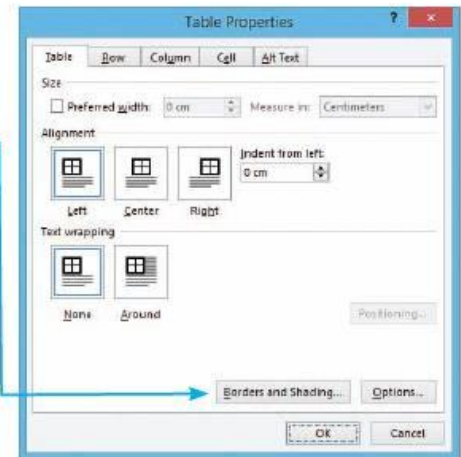 Table Properties ?
Table Row Column Cell Alt Text
Size
Preferred width: 0 cm Measure in: Centimeters
Alignment
Indent from left:
0 cm
Left Center Right
Text wrapping
None Around Positioning...
Borders and Shading... Options...
OK Cancel